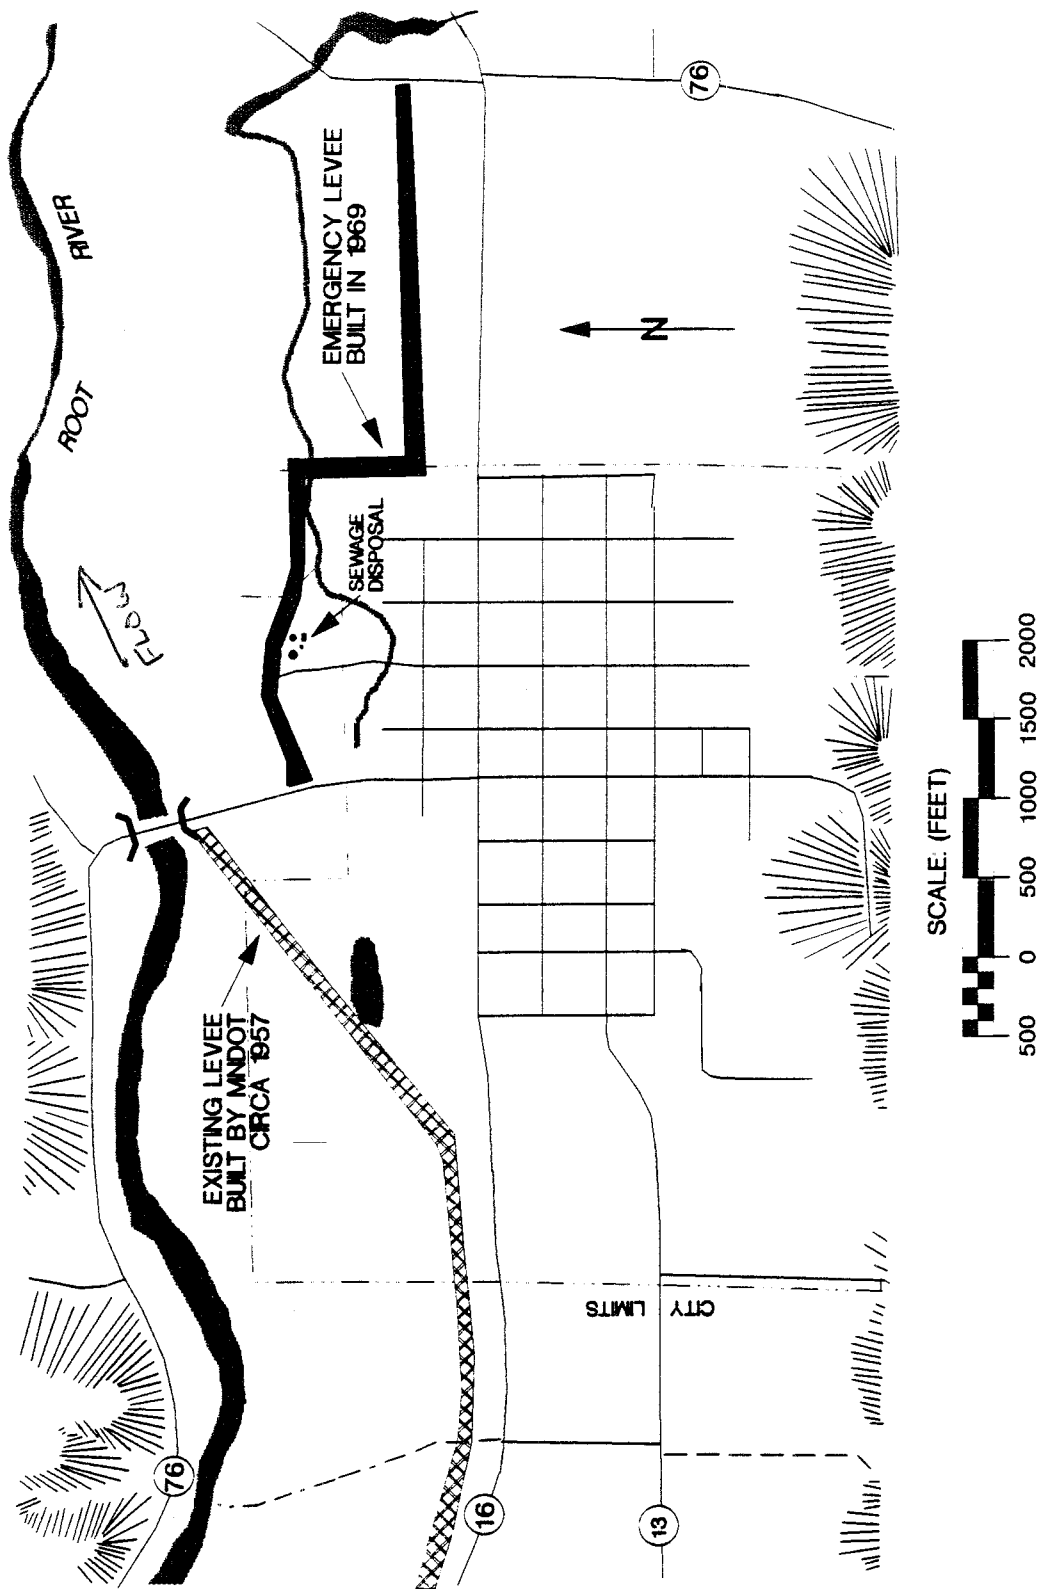 76
RIVER
ROOT
FLOW
EMERGENCY LEVEE
BUILT IN 1969
N
SEWAGE
DISPOSAL
EXISTING LEVEE
BUILT BY MNDOT
CIRCA 1957
CITY LIMITS
76
16
13
SCALE: (FEET)
500 0 500 1000 1500 2000